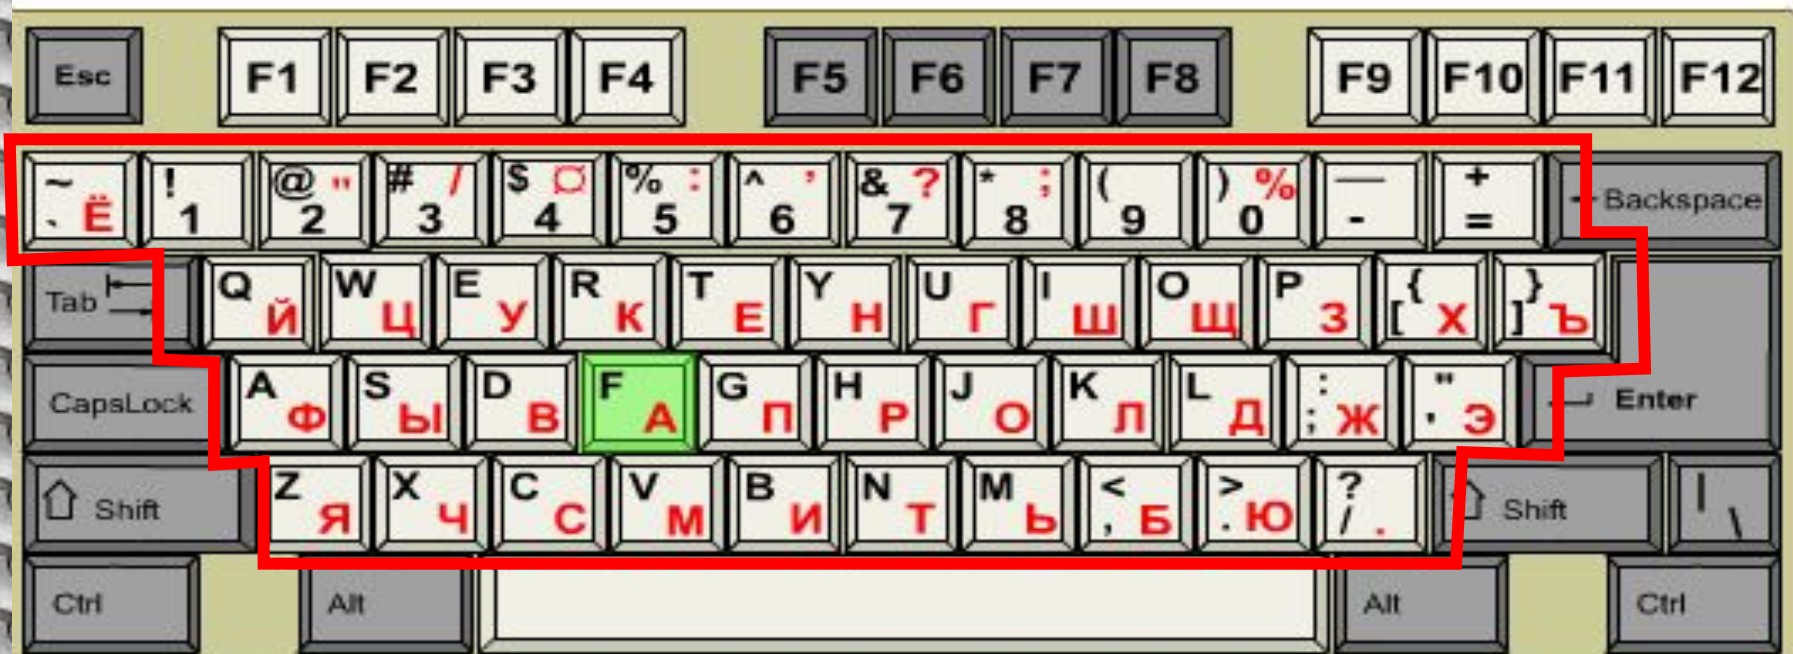 Esc F1 F2 F3 F4 F5 F6 F7 F8 F9 F10 F11 F12
~ ` Ё ! 1 @ " 2 # / 3 $ ¤ 4 % : 5 ^ ' 6 & ? 7 * ; 8 ( 9 ) % 0 — - + = Backspace
Tab Q Й W Ц E У R К T Е Y Н U Г I Ш O Щ P З { [ Х } ] Ъ
CapsLock A Ф S Ы D В F А G П H Р J О K Л L Д : ; Ж " ' Э Enter
Shift Z Я X Ч C С V М B И N Т M Ь < , Б > . Ю ? / . Shift | \
Ctrl Alt Alt Ctrl